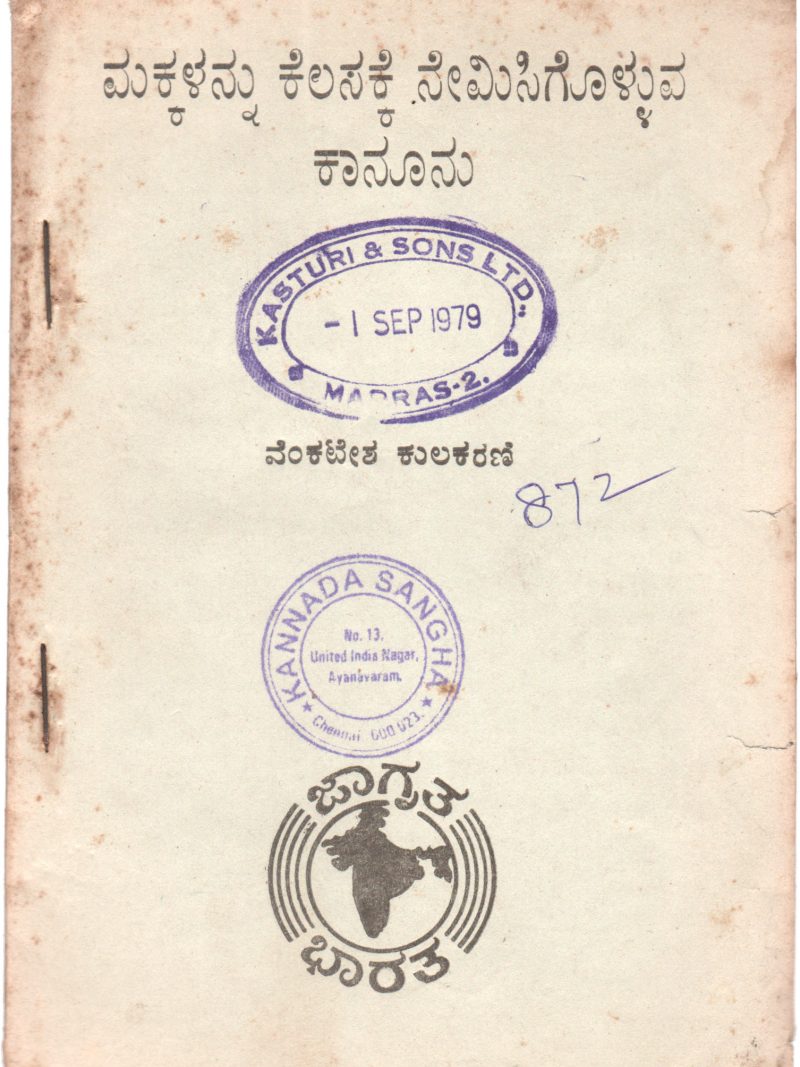 ಮಕ್ಕಳನ್ನು ಕೆಲಸಕ್ಕೆ ನೇಮಿಸಿಗೊಳ್ಳುವ
ಕಾನೂನು
KASTURI & SONS LTD.,
- 1 SEP 1979
MADRAS-2.
ವೆಂಕಟೇಶ ಕುಲಕರಣಿ
872
KANNADA SANGHA
No. 13,
United India Nagar,
Ayanavaram,
Chennai 600 023.
ಜಾಗೃತ
ಭಾರತ